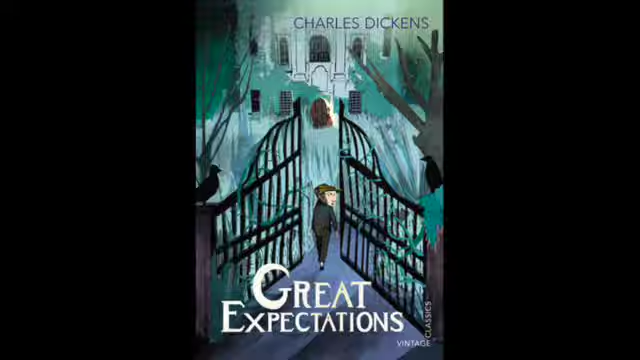 CHARLES DICKENS
GREAT
EXPECTATIONS
VINTAGE
CLASSICS